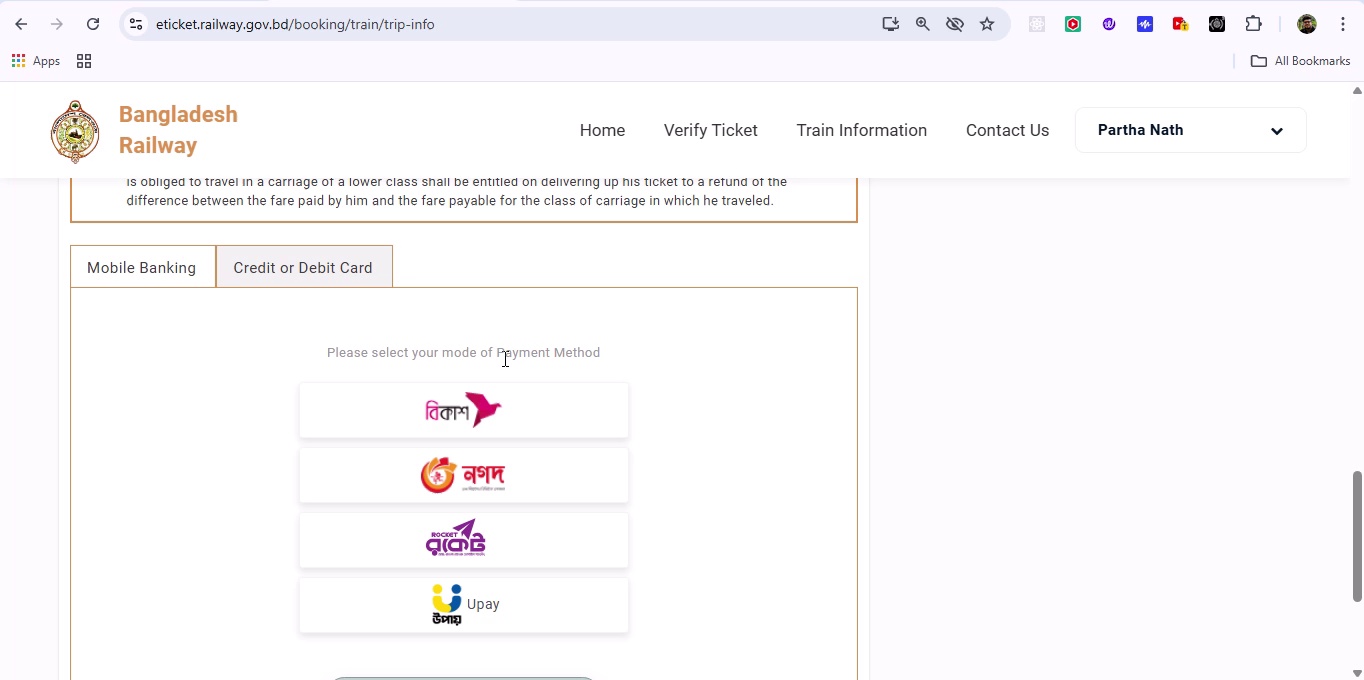 eticket.railway.gov.bd/booking/train/trip-info
Apps
All Bookmarks
Bangladesh
Railway
Home
Verify Ticket
Train Information
Contact Us
Partha Nath
is obliged to travel in a carriage of a lower class shall be entitled on delivering up his ticket to a refund of the
difference between the fare paid by him and the fare payable for the class of carriage in which he traveled.
Mobile Banking
Credit or Debit Card
Please select your mode of Payment Method
বিকাশ
নগদ
ROCKET
রকেট
উপায়
Upay